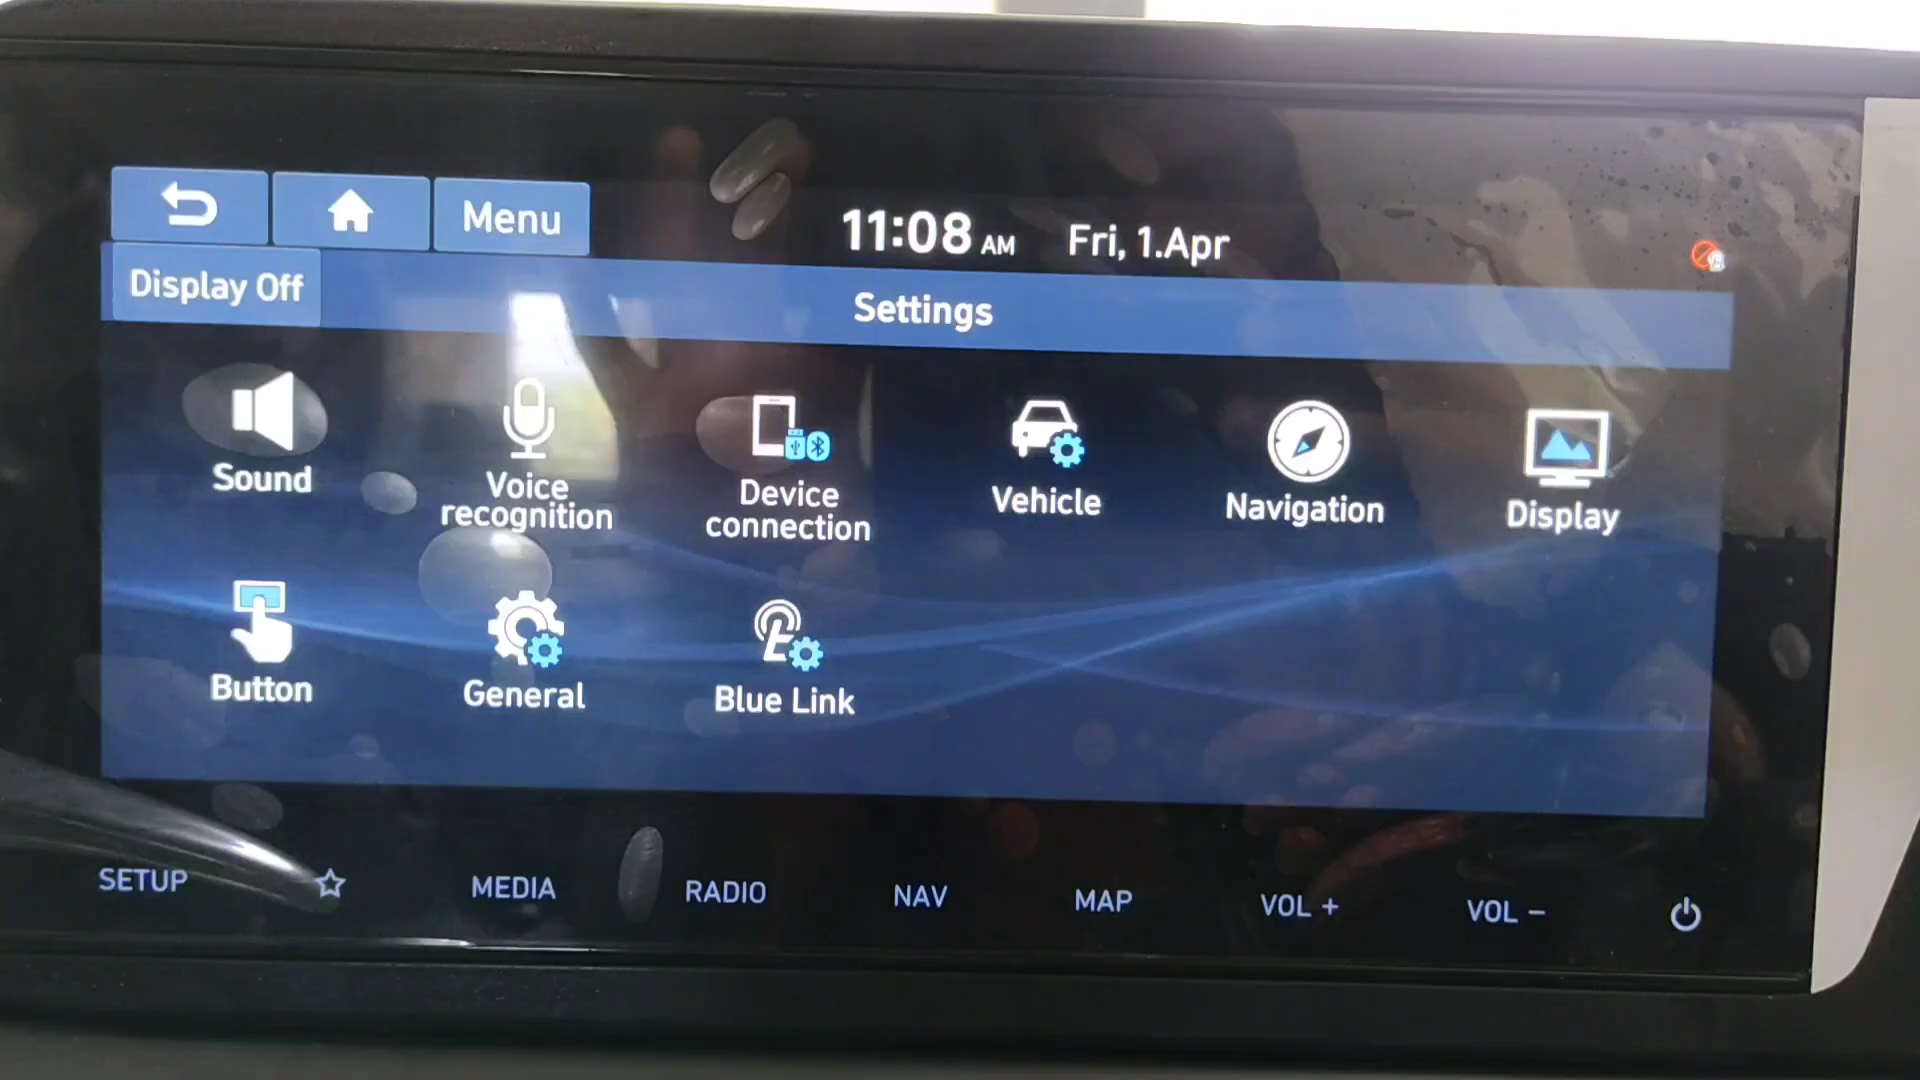 Menu
11:08 AM Fri, 1.Apr
Display Off
Settings
Sound
Voice
recognition
Device
connection
Vehicle
Navigation
Display
Button
General
Blue Link
SETUP
MEDIA
RADIO
NAV
MAP
VOL +
VOL −